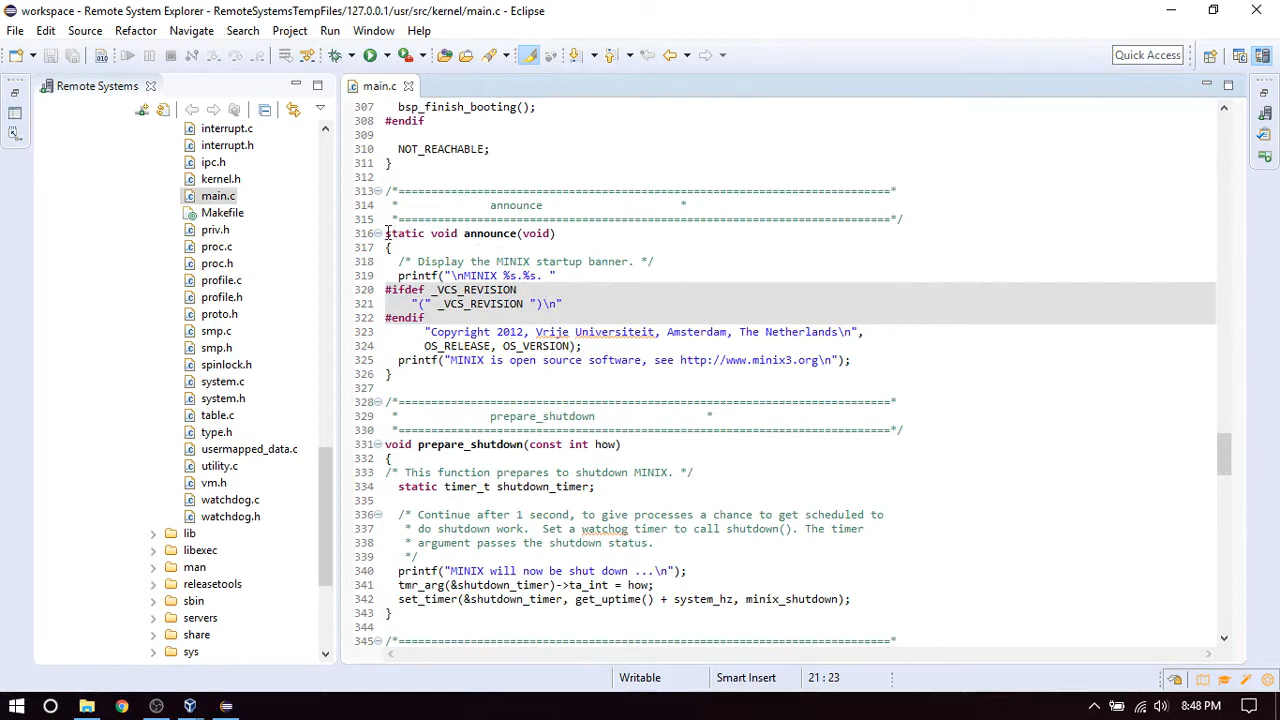 workspace - Remote System Explorer - RemoteSystemsTempFiles/127.0.0.1/usr/src/kernel/main.c - Eclipse
File Edit Source Refactor Navigate Search Project Run Window Help
Quick Access
Remote Systems
interrupt.c
interrupt.h
ipc.h
kernel.h
main.c
Makefile
priv.h
proc.c
proc.h
profile.c
profile.h
proto.h
smp.c
smp.h
spinlock.h
system.c
system.h
table.c
type.h
usermapped_data.c
utility.c
vm.h
watchdog.c
watchdog.h
lib
libexec
man
releasetools
sbin
servers
share
sys
main.c
307 bsp_finish_booting();
308 #endif
309
310 NOT_REACHABLE;
311 }
312
313 /*===========================================================================*
314 * announce *
315 *===========================================================================*/
316 static void announce(void)
317 {
318 /* Display the MINIX startup banner. */
319 printf("\nMINIX %s.%s. "
320 #ifdef _VCS_REVISION
321 "(" _VCS_REVISION ")\n"
322 #endif
323 "Copyright 2012, Vrije Universiteit, Amsterdam, The Netherlands\n",
324 OS_RELEASE, OS_VERSION);
325 printf("MINIX is open source software, see http://www.minix3.org\n");
326 }
327
328 /*===========================================================================*
329 * prepare_shutdown *
330 *===========================================================================*/
331 void prepare_shutdown(const int how)
332 {
333 /* This function prepares to shutdown MINIX. */
334 static timer_t shutdown_timer;
335
336 /* Continue after 1 second, to give processes a chance to get scheduled to
337 * do shutdown work. Set a watchog timer to call shutdown(). The timer
338 * argument passes the shutdown status.
339 */
340 printf("MINIX will now be shut down ...\n");
341 tmr_arg(&shutdown_timer)->ta_int = how;
342 set_timer(&shutdown_timer, get_uptime() + system_hz, minix_shutdown);
343 }
344
345 /*===========================================================================*
Writable Smart Insert 21 : 23
8:48 PM